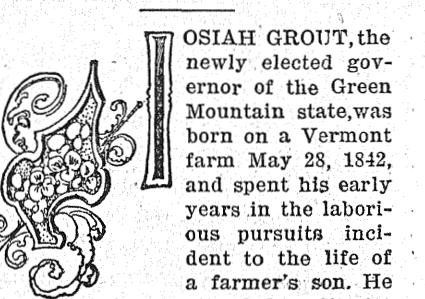 JOSIAH GROUT, the
newly elected gov-
ernor of the Green
Mountain state,was
born on a Vermont
farm May 28, 1842,
and spent his early
years in the labori-
ous pursuits inci-
dent to the life of
a farmer's son. He